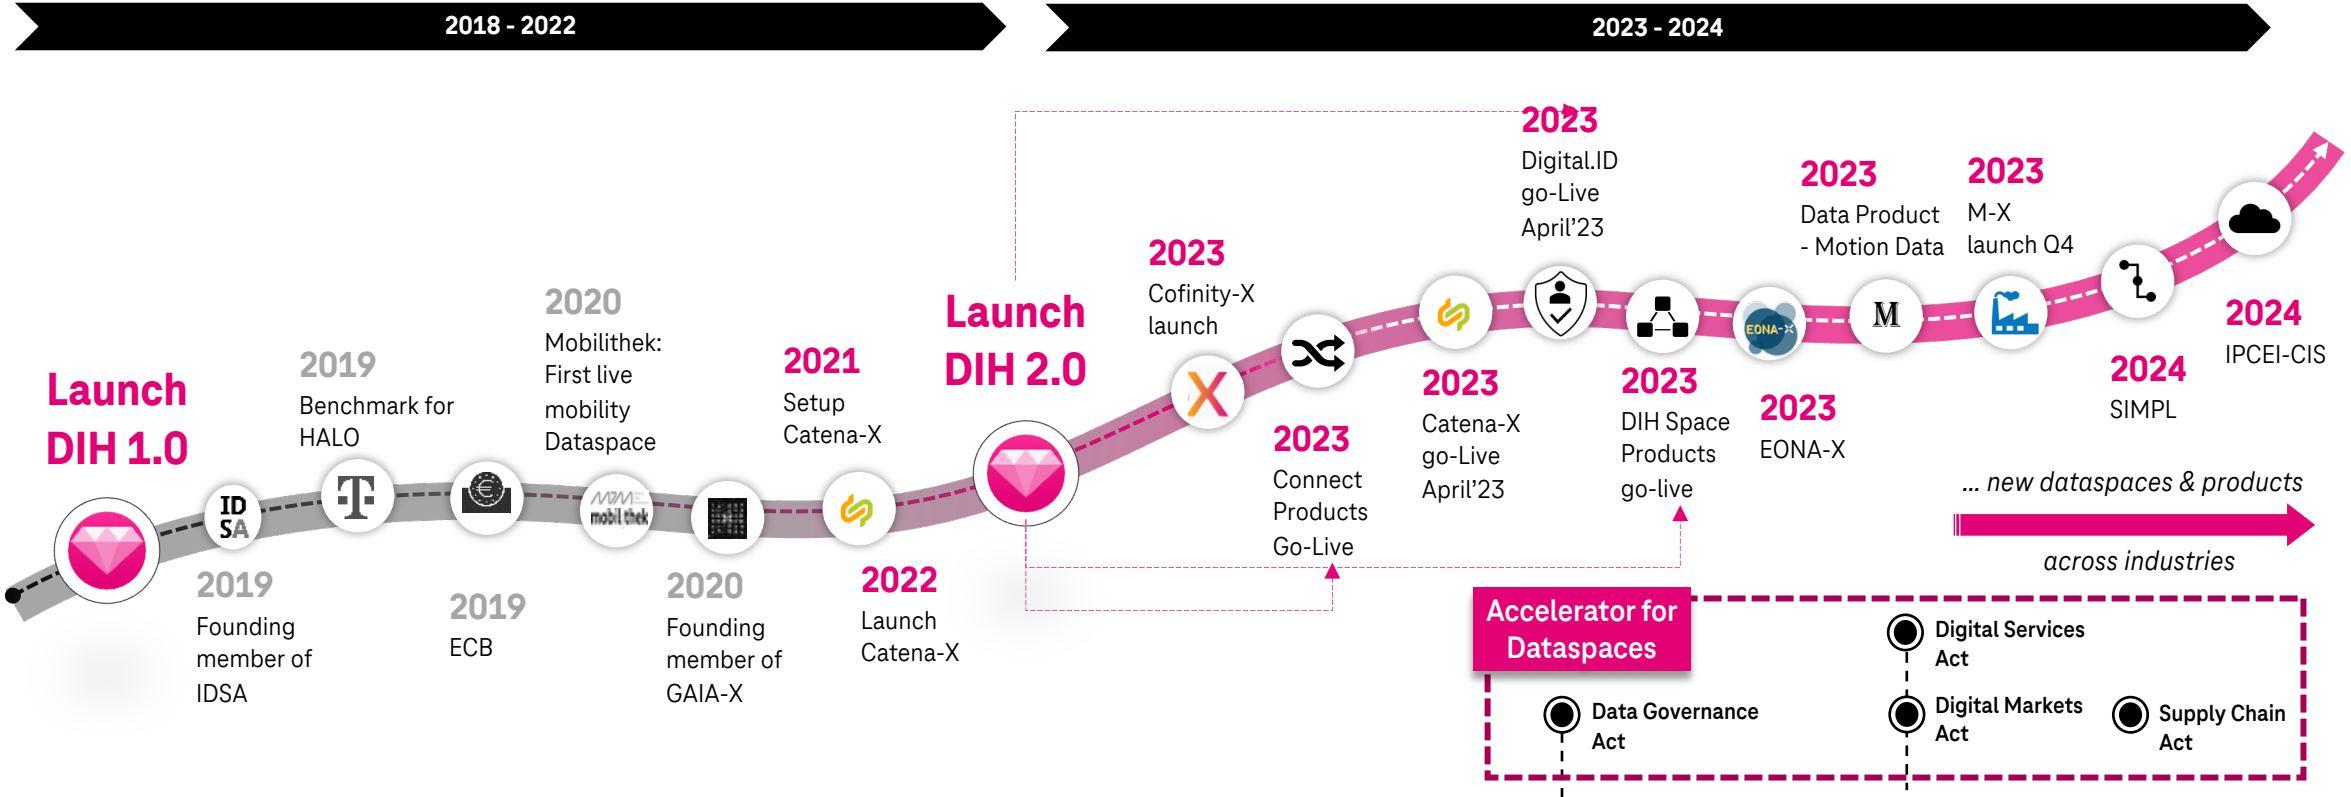 2018 - 2022
2023 - 2024
Launch
DIH 1.0
2019
Founding
member of
IDSA
ID
SA
2019
Benchmark for
HALO
T
2019
ECB
2020
Mobilithek:
First live
mobility
Dataspace
MDM
mobilithek
2020
Founding
member of
GAIA-X
2021
Setup
Catena-X
2022
Launch
Catena-X
Launch
DIH 2.0
2023
Cofinity-X
launch
X
2023
Connect
Products
Go-Live
2023
Catena-X
go-Live
April’23
2023
Digital.ID
go-Live
April’23
2023
DIH Space
Products
go-live
2023
EONA-X
EONA-X
2023
Data Product
- Motion Data
M
2023
M-X
launch Q4
2024
SIMPL
2024
IPCEI-CIS
... new dataspaces & products
across industries
Accelerator for
Dataspaces
Data Governance
Act
Digital Services
Act
Digital Markets
Act
Supply Chain
Act